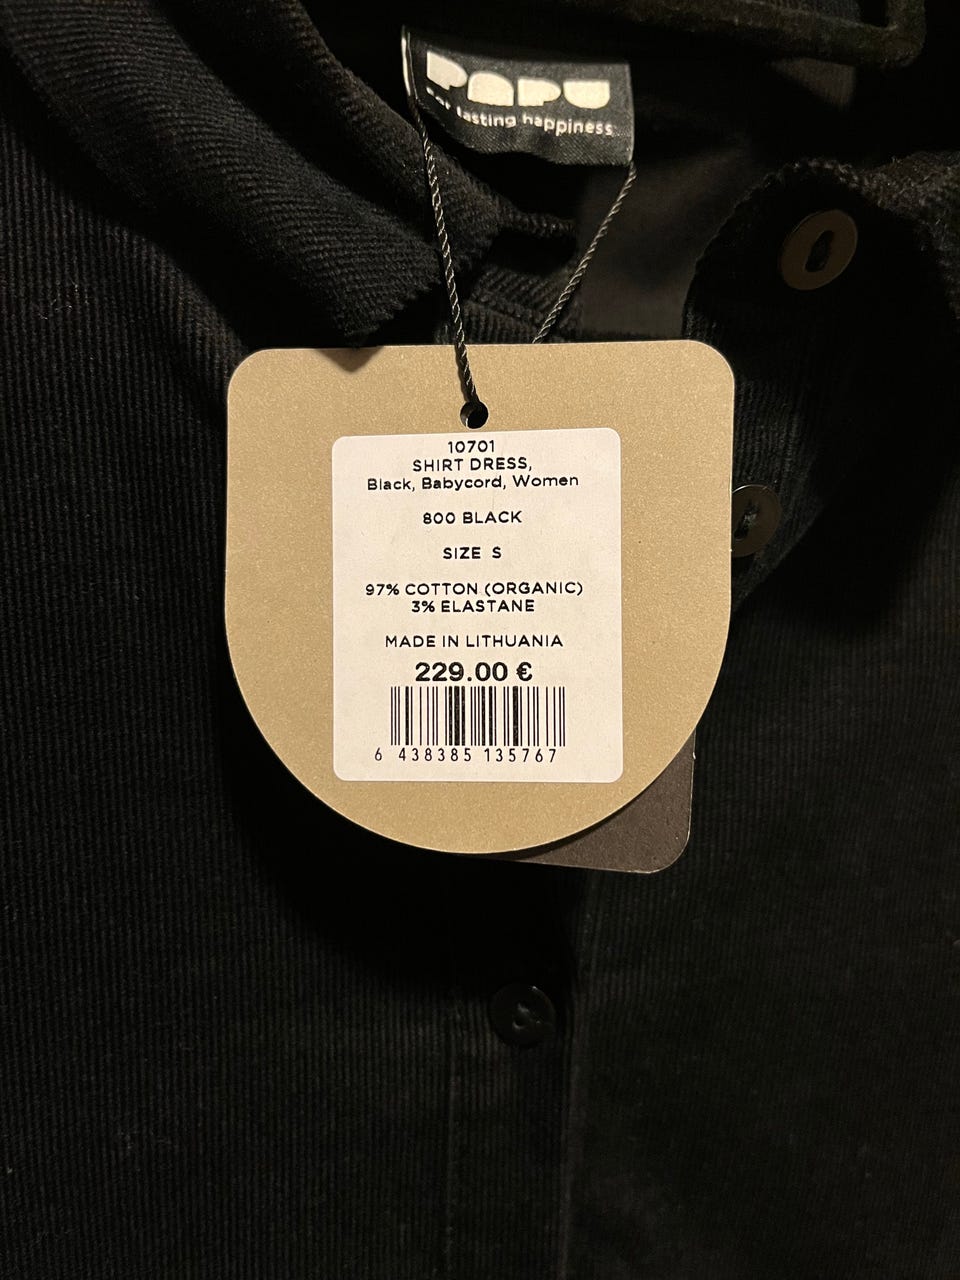 PAPU
for lasting happiness
10701
SHIRT DRESS,
Black, Babycord, Women
800 BLACK
SIZE S
97% COTTON (ORGANIC)
3% ELASTANE
MADE IN LITHUANIA
229.00 €
6 438385 135767